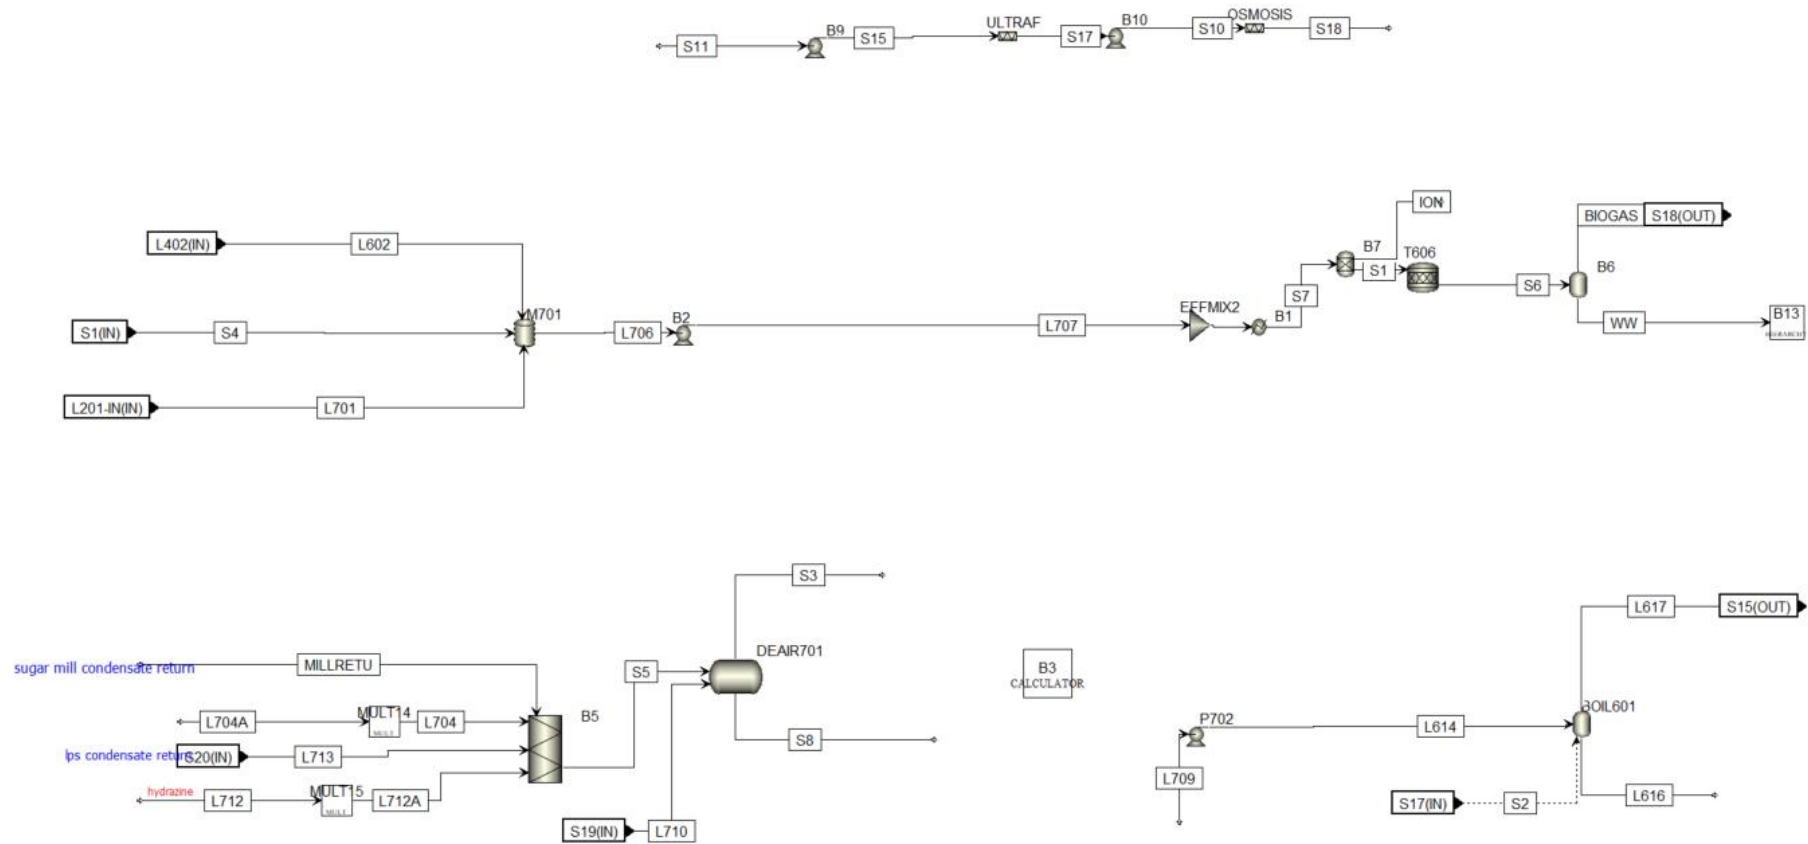 S11
B9
S15
ULTRAF
S17
B10
S10
OSMOSIS
S18
L402(IN)
L602
S1(IN)
S4
M701
L706
B2
L707
EFFMIX2
B1
S7
B7
ION
S1
T606
S6
B6
BIOGAS
S18(OUT)
WW
B13
HIERARCHY
L201-IN(IN)
L701
sugar mill condensate return
MILLRETU
L704A
MULT14
MULT
L704
B5
lps condensate return
S20(IN)
L713
hydrazine
L712
MULT15
MULT
L712A
S5
S3
DEAIR701
S8
S19(IN)
L710
B3
CALCULATOR
P702
L709
L614
BOIL601
L617
S15(OUT)
S17(IN)
S2
L616